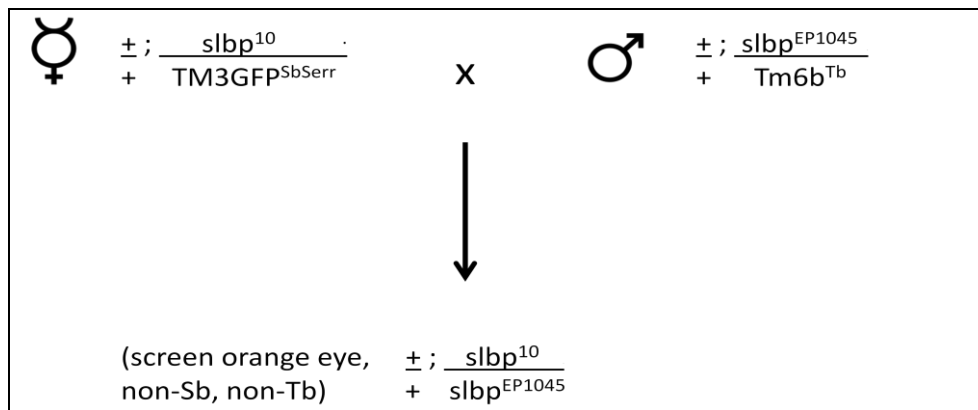 ± ; slbp10 x ± ; slbpEP1045
+ TM3GFPSbSerr + Tm6bTb
(screen orange eye, ± ; slbp10
non-Sb, non-Tb) + slbpEP1045